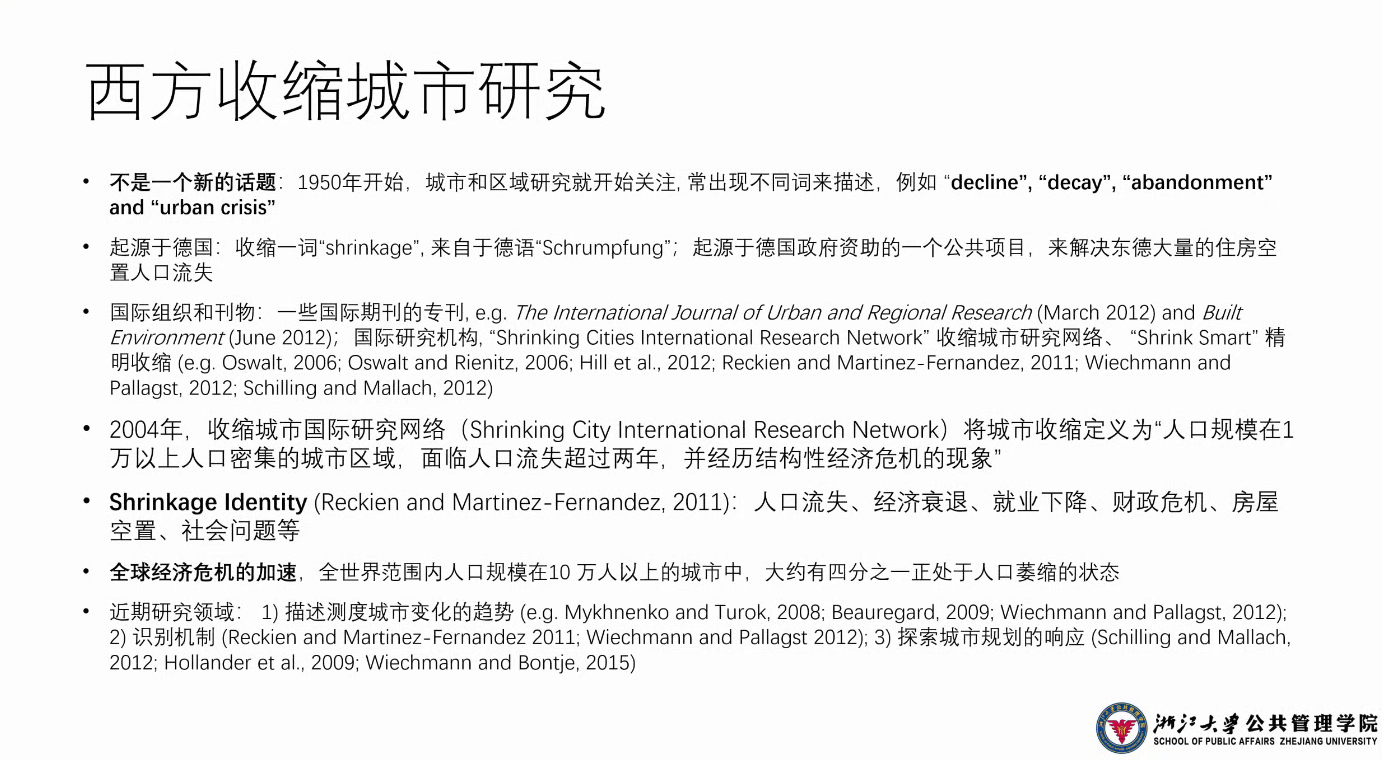 西方收缩城市研究
• 不是一个新的话题：1950年开始，城市和区域研究就开始关注, 常出现不同词来描述，例如 “decline”, “decay”, “abandonment”
and “urban crisis”
• 起源于德国：收缩一词“shrinkage”, 来自于德语“Schrumpfung”；起源于德国政府资助的一个公共项目，来解决东德大量的住房空
置人口流失
• 国际组织和刊物：一些国际期刊的专刊, e.g. The International Journal of Urban and Regional Research (March 2012) and Built
Environment (June 2012)；国际研究机构, “Shrinking Cities International Research Network” 收缩城市研究网络、 “Shrink Smart” 精
明收缩 (e.g. Oswalt, 2006; Oswalt and Rienitz, 2006; Hill et al., 2012; Reckien and Martinez-Fernandez, 2011; Wiechmann and
Pallagst, 2012; Schilling and Mallach, 2012)
• 2004年，收缩城市国际研究网络（Shrinking City International Research Network）将城市收缩定义为“人口规模在1
万以上人口密集的城市区域，面临人口流失超过两年，并经历结构性经济危机的现象”
• Shrinkage Identity (Reckien and Martinez-Fernandez, 2011)：人口流失、经济衰退、就业下降、财政危机、房屋
空置、社会问题等
• 全球经济危机的加速，全世界范围内人口规模在10 万人以上的城市中，大约有四分之一正处于人口萎缩的状态
• 近期研究领域： 1) 描述测度城市变化的趋势 (e.g. Mykhnenko and Turok, 2008; Beauregard, 2009; Wiechmann and Pallagst, 2012);
2) 识别机制 (Reckien and Martinez-Fernandez 2011; Wiechmann and Pallagst 2012); 3) 探索城市规划的响应 (Schilling and Mallach,
2012; Hollander et al., 2009; Wiechmann and Bontje, 2015)
浙江大学公共管理学院
SCHOOL OF PUBLIC AFFAIRS ZHEJIANG UNIVERSITY